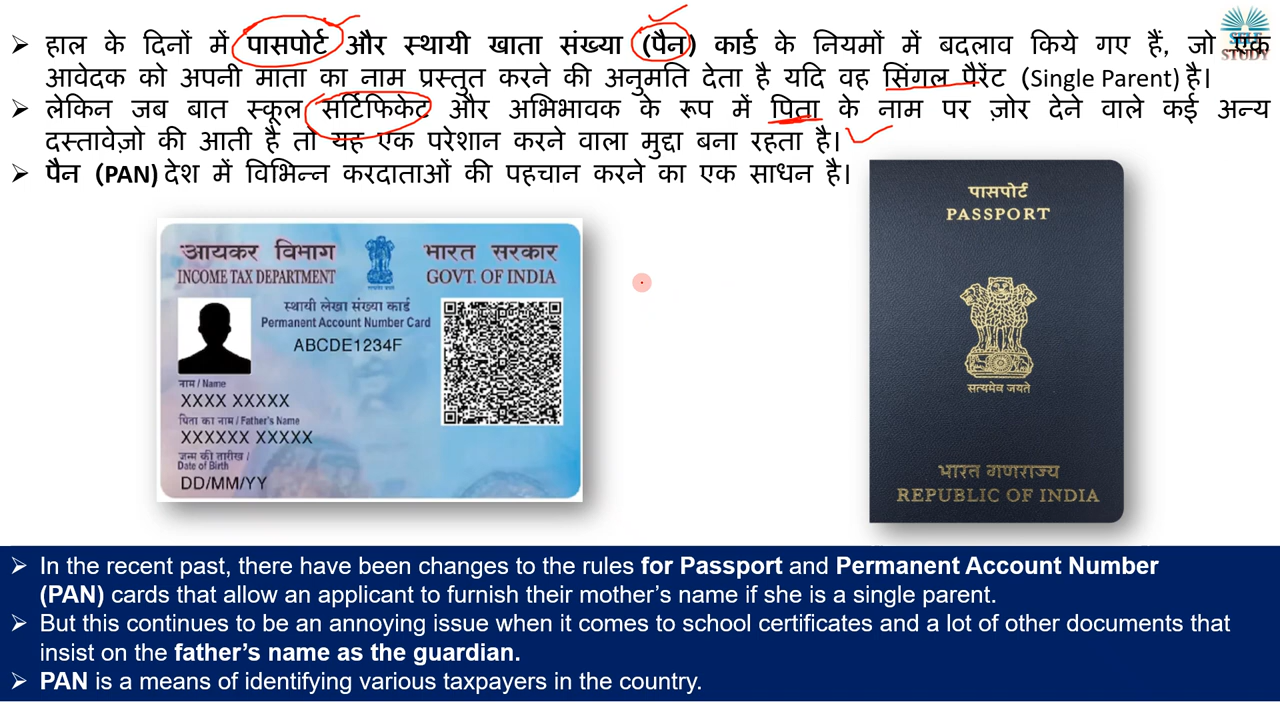 SELF STUDY
➢ हाल के दिनों में पासपोर्ट और स्थायी खाता संख्या (पैन) कार्ड के नियमों में बदलाव किये गए हैं, जो एक
आवेदक को अपनी माता का नाम प्रस्तुत करने की अनुमति देता है यदि वह सिंगल पैरेंट (Single Parent) है।
➢ लेकिन जब बात स्कूल सर्टिफिकेट और अभिभावक के रूप में पिता के नाम पर ज़ोर देने वाले कई अन्य
दस्तावेज़ो की आती है तो यह एक परेशान करने वाला मुद्दा बना रहता है।
➢ पैन (PAN) देश में विभिन्न करदाताओं की पहचान करने का एक साधन है।
आयकर विभाग
भारत सरकार
INCOME TAX DEPARTMENT
GOVT. OF INDIA
सत्यमेव जयते
स्थायी लेखा संख्या कार्ड
Permanent Account Number Card
ABCDE1234F
नाम / Name
XXXX XXXXX
पिता का नाम / Father's Name
XXXXXX XXXXX
जन्म की तारीख /
Date of Birth
DD/MM/YY
पासपोर्ट
PASSPORT
सत्यमेव जयते
भारत गणराज्य
REPUBLIC OF INDIA
➢ In the recent past, there have been changes to the rules for Passport and Permanent Account Number
(PAN) cards that allow an applicant to furnish their mother’s name if she is a single parent.
➢ But this continues to be an annoying issue when it comes to school certificates and a lot of other documents that
insist on the father’s name as the guardian.
➢ PAN is a means of identifying various taxpayers in the country.